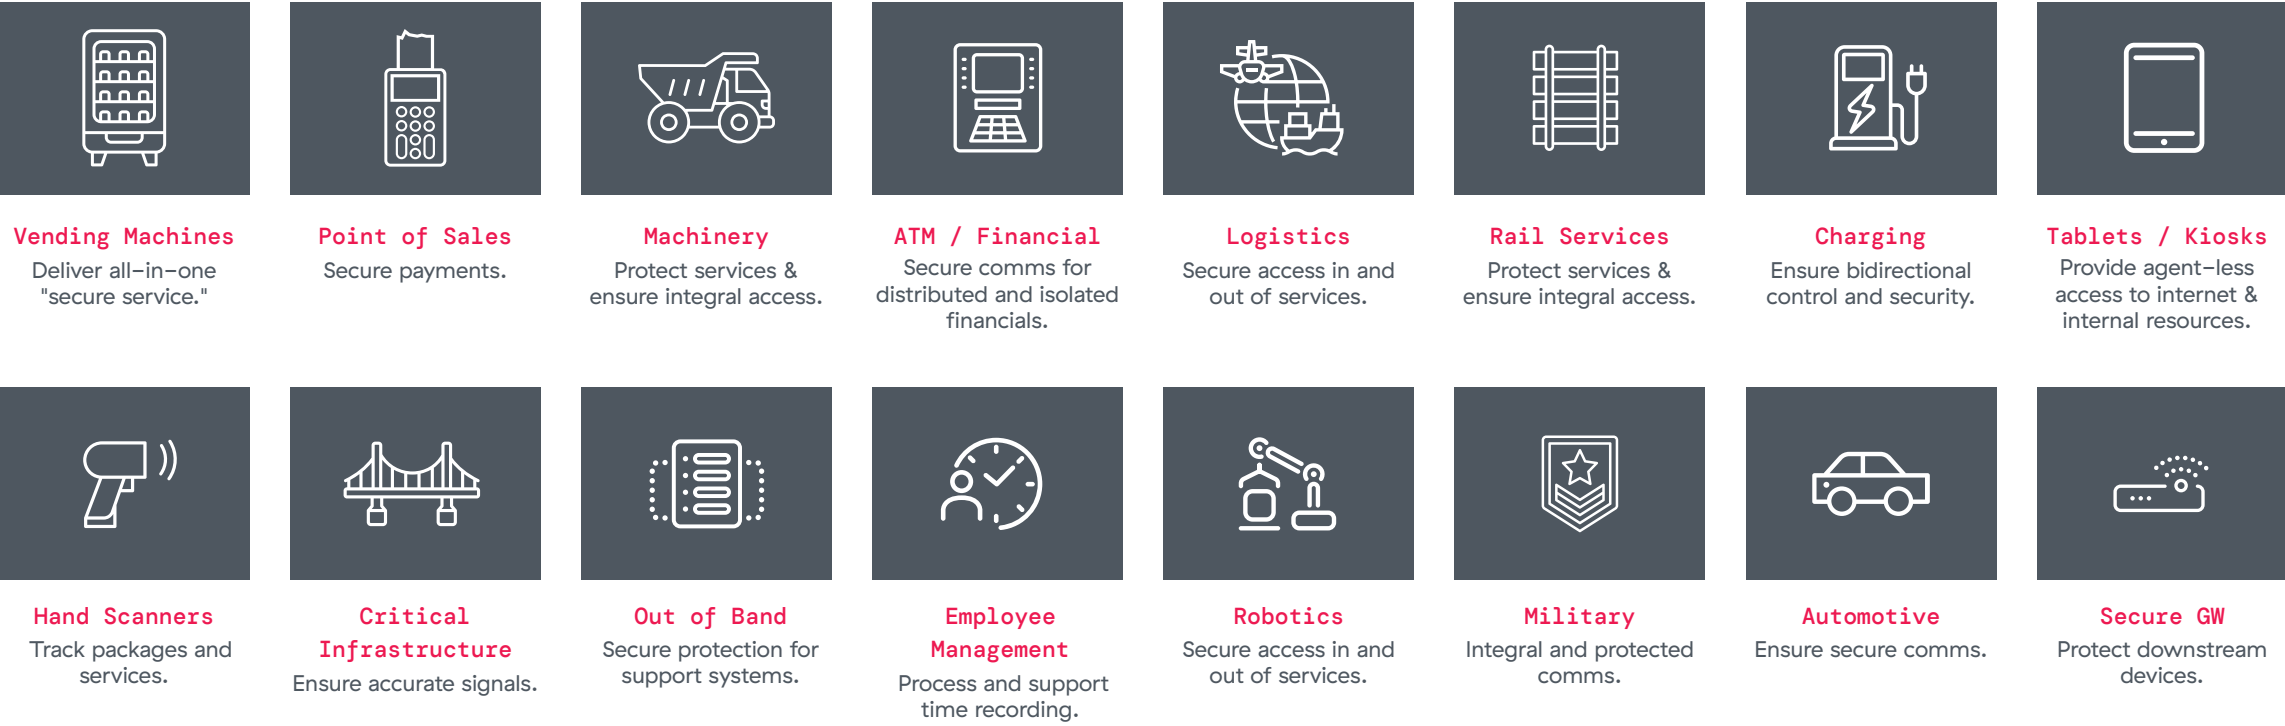 Vending Machines
Deliver all-in-one
"secure service."
Point of Sales
Secure payments.
Machinery
Protect services &
ensure integral access.
ATM / Financial
Secure comms for
distributed and isolated
financials.
Logistics
Secure access in and
out of services.
Rail Services
Protect services &
ensure integral access.
Charging
Ensure bidirectional
control and security.
Tablets / Kiosks
Provide agent-less
access to internet &
internal resources.
Hand Scanners
Track packages and
services.
Critical
Infrastructure
Ensure accurate signals.
Out of Band
Secure protection for
support systems.
Employee
Management
Process and support
time recording.
Robotics
Secure access in and
out of services.
Military
Integral and protected
comms.
Automotive
Ensure secure comms.
Secure GW
Protect downstream
devices.